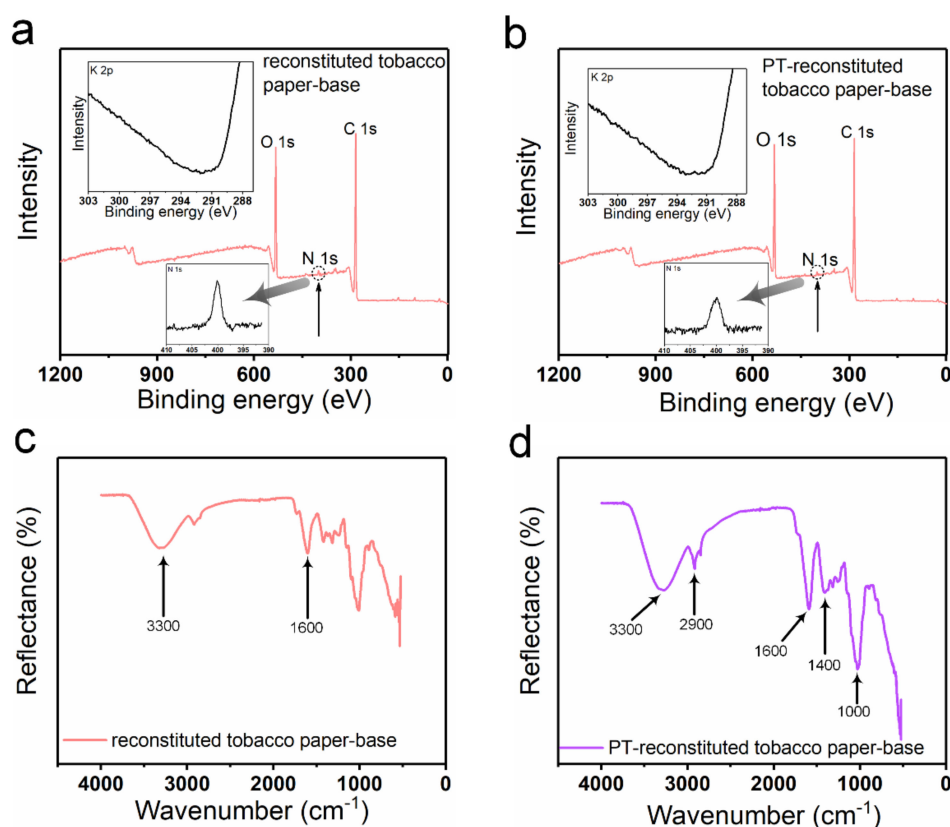 a
reconstituted tobacco
paper-base
K 2p
Intensity
303 300 297 294 291 288
Binding energy (eV)
O 1s
C 1s
N 1s
N 1s
410 405 400 395 390
Intensity
1200 900 600 300 0
Binding energy (eV)
b
PT-reconstituted
tobacco paper-base
K 2p
Intensity
303 300 297 294 291 288
Binding energy (eV)
O 1s
C 1s
N 1s
N 1s
410 405 400 395 390
Intensity
1200 900 600 300 0
Binding energy (eV)
c
Reflectance (%)
3300
1600
reconstituted tobacco paper-base
4000 3000 2000 1000 0
Wavenumber (cm⁻¹)
d
Reflectance (%)
3300
2900
1600
1400
1000
PT-reconstituted tobacco paper-base
4000 3000 2000 1000 0
Wavenumber (cm⁻¹)